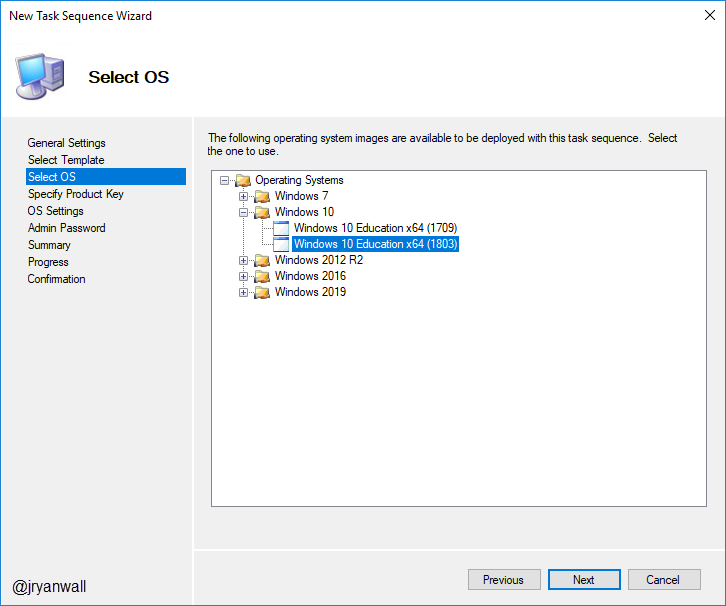 New Task Sequence Wizard
Select OS
General Settings
Select Template
Select OS
Specify Product Key
OS Settings
Admin Password
Summary
Progress
Confirmation
The following operating system images are available to be deployed with this task sequence.  Select
the one to use.
Operating Systems
Windows 7
Windows 10
Windows 10 Education x64 (1709)
Windows 10 Education x64 (1803)
Windows 2012 R2
Windows 2016
Windows 2019
@jryanwall
Previous
Next
Cancel